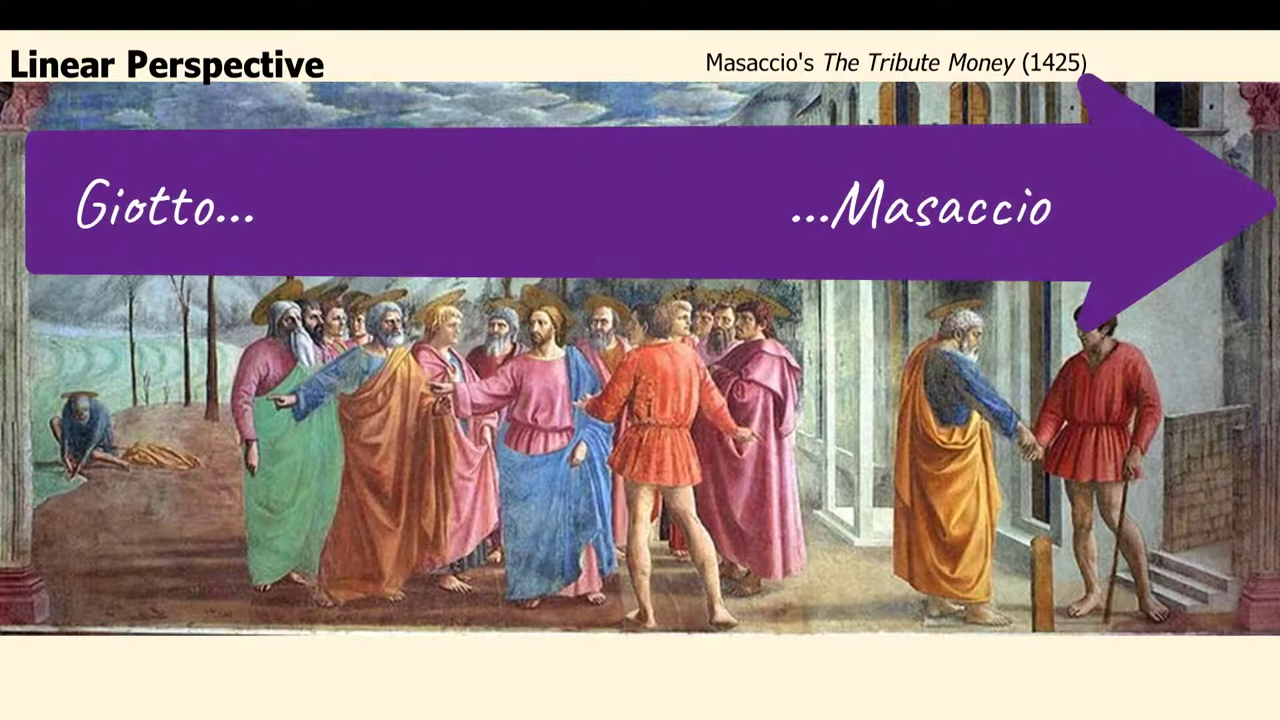 Linear Perspective
Masaccio's The Tribute Money (1425)
Giotto...
...Masaccio